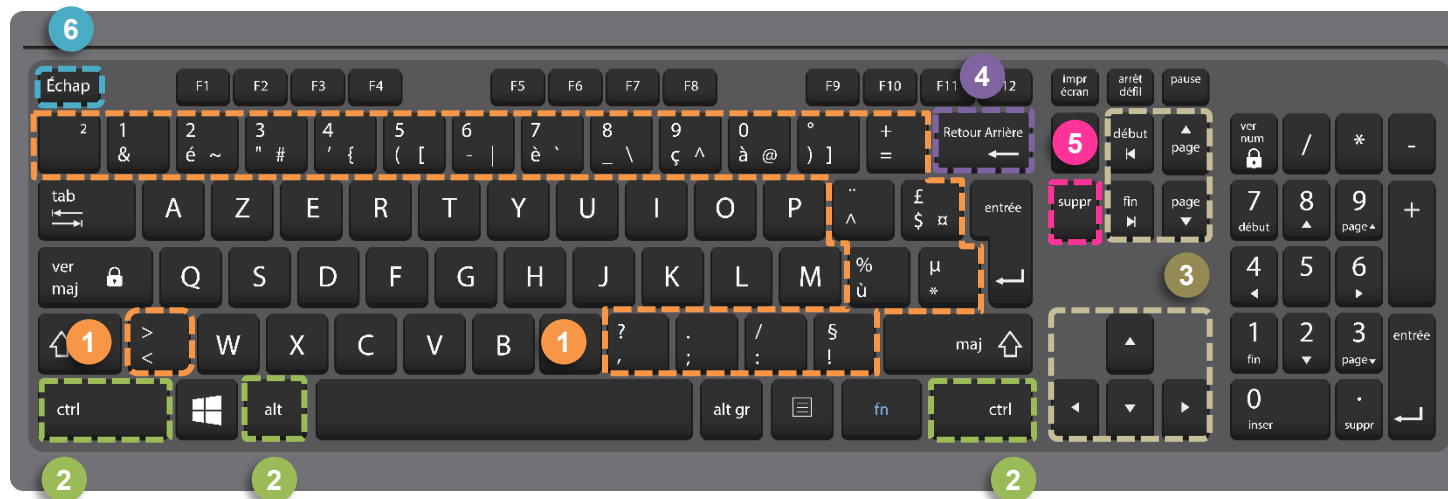 6
Échap F1 F2 F3 F4 F5 F6 F7 F8 F9 F10 F11 4 12 impr écran arrêt défil pause
² 1 & 2 é ~ 3 " # 4 ' { 5 ( [ 6 - | 7 è ` 8 _ \ 9 ç ^ 0 à @ ° ) ] + = Retour Arrière 5 début page ver num / * -
tab A Z E R T Y U I O P ¨ ^ £ $ ¤ entrée suppr fin page 7 début 8 9 page +
ver maj Q S D F G H J K L M % ù µ * 3 4 5 6
1 > < W X C V B 1 ? , . ; / : § ! maj 1 fin 2 3 page entrée
ctrl alt alt gr fn ctrl 0 inser . suppr
2 2 2